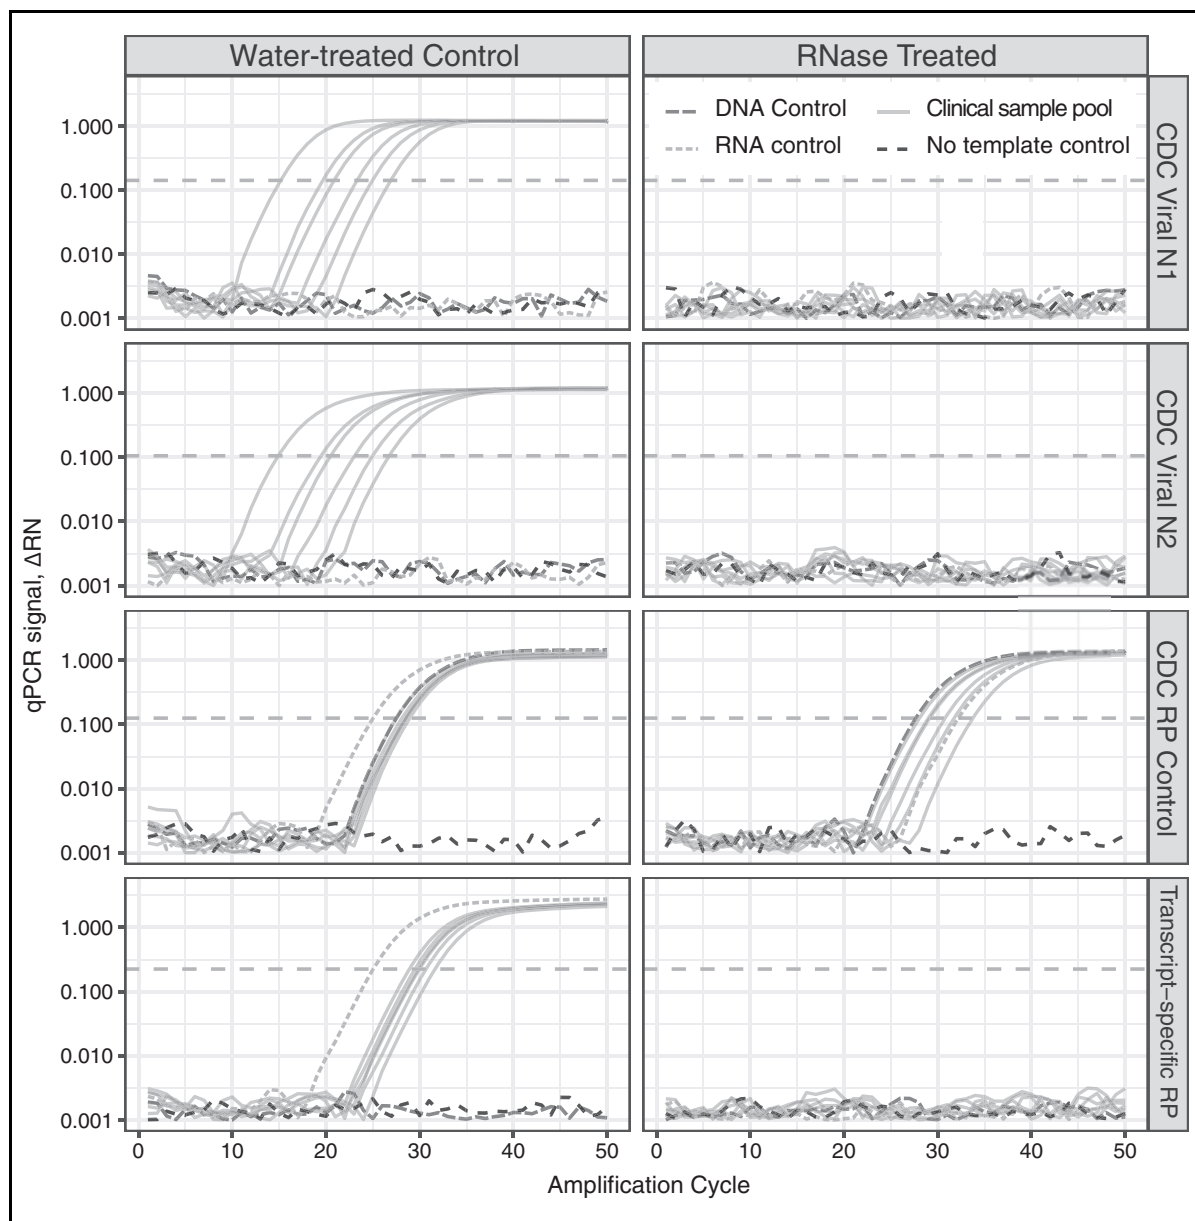 Water-treated Control
RNase Treated
DNA Control
Clinical sample pool
RNA control
No template control
1.000
0.100
0.010
0.001
CDC Viral N1
1.000
0.100
0.010
0.001
CDC Viral N2
qPCR signal, ΔRN
1.000
0.100
0.010
0.001
CDC RP Control
1.000
0.100
0.010
0.001
Transcript-specific RP
0 10 20 30 40 50
0 10 20 30 40 50
Amplification Cycle